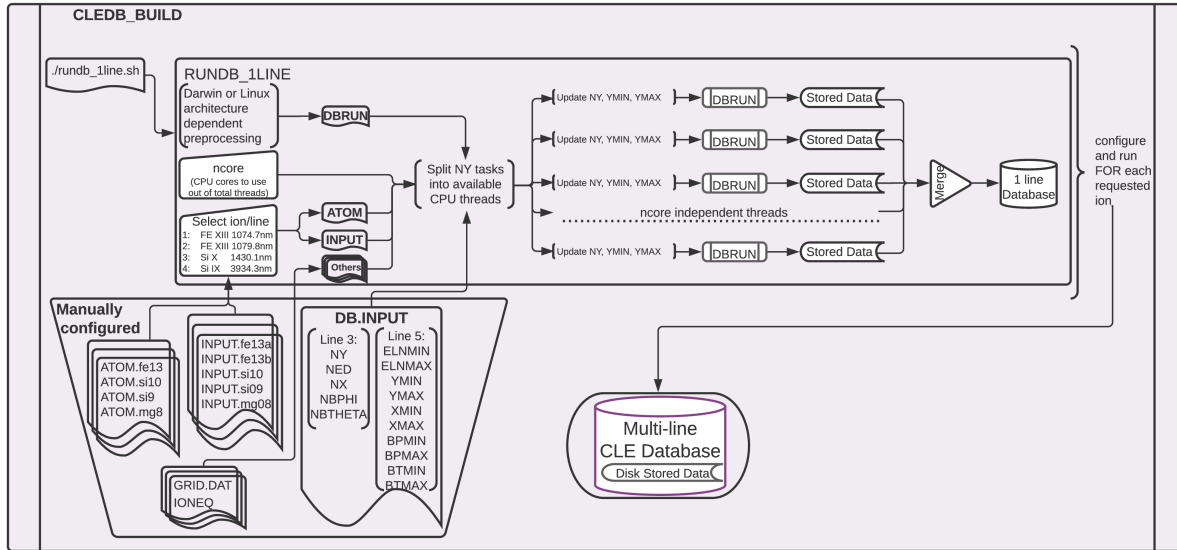 CLEDB_BUILD
./rundb_1line.sh
RUNDB_1LINE
Darwin or Linux
architecture
dependent
preprocessing
DBRUN
ncore
(CPU cores to use
out of total threads)
Select ion/line
1: FE XIII 1074.7nm
2: FE XIII 1079.8nm
3: Si X 1430.1nm
4: Si IX 3934.3nm
ATOM
INPUT
Others
Split NY tasks
into available
CPU threads
Update NY, YMIN, YMAX
DBRUN
Stored Data
Update NY, YMIN, YMAX
DBRUN
Stored Data
Update NY, YMIN, YMAX
DBRUN
Stored Data
ncore independent threads
Update NY, YMIN, YMAX
DBRUN
Stored Data
Merge
1 line
Database
configure
and run
FOR each
requested
ion
Manually
configured
ATOM.fe13
ATOM.si10
ATOM.si9
ATOM.mg8
INPUT.fe13a
INPUT.fe13b
INPUT.si10
INPUT.si09
INPUT.mg08
GRID.DAT
IONEQ
DB.INPUT
Line 3:
NY
NED
NX
NBPHI
NBTHETA
Line 5:
ELNMIN
ELNMAX
YMIN
YMAX
XMIN
XMAX
BPMIN
BPMAX
BTMIN
BTMAX
Multi-line
CLE Database
Disk Stored Data